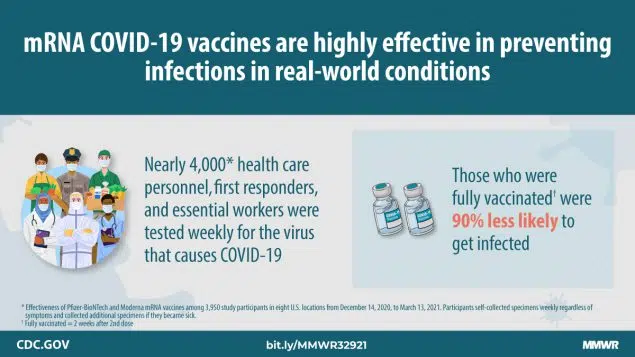 mRNA COVID-19 vaccines are highly effective in preventing
infections in real-world conditions
Nearly 4,000* health care
personnel, first responders,
and essential workers were
tested weekly for the virus
that causes COVID-19
Those who were
fully vaccinated† were
90% less likely to
get infected
* Effectiveness of Pfizer-BioNTech and Moderna mRNA vaccines among 3,950 study participants in eight U.S. locations from December 14, 2020, to March 13, 2021. Participants self-collected specimens weekly regardless of
symptoms and collected additional specimens if they became sick.
† Fully vaccinated = 2 weeks after 2nd dose
CDC.GOV
bit.ly/MMWR32921
MMWR